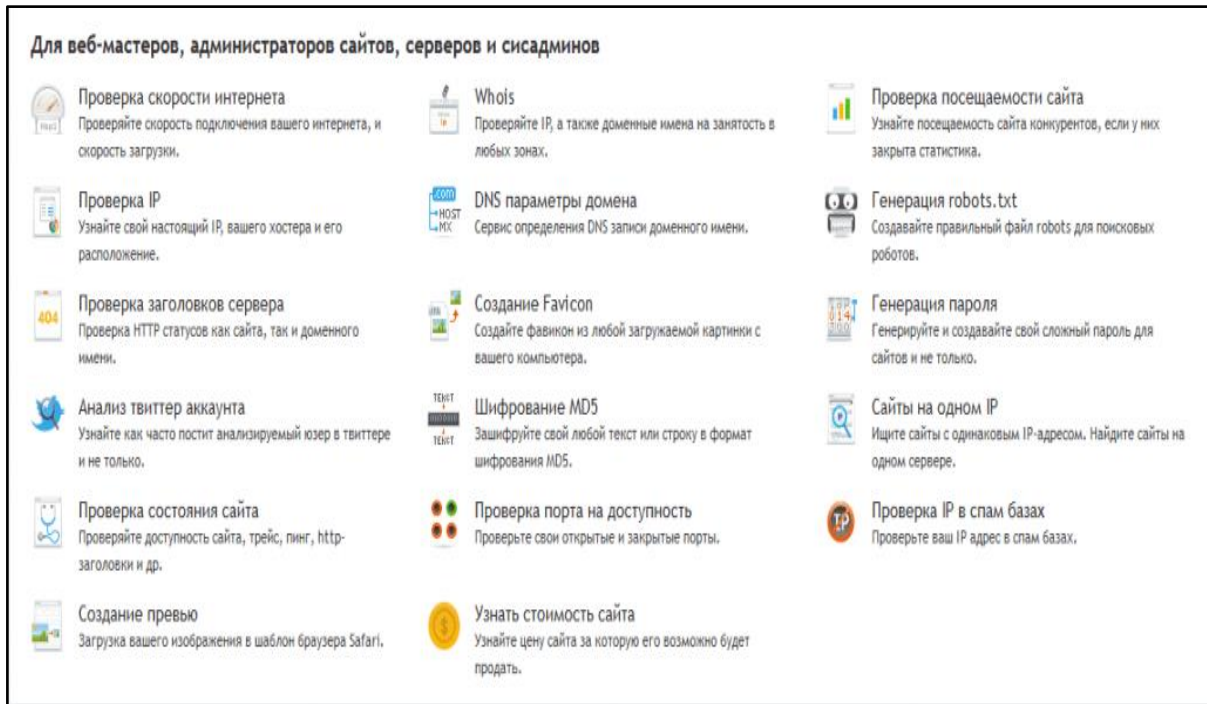 Для веб-мастеров, администраторов сайтов, серверов и сисадминов
Проверка скорости интернета
Проверяйте скорость подключения вашего интернета, и
скорость загрузки.
Whois
Проверяйте IP, а также доменные имена на занятость в
любых зонах.
Проверка посещаемости сайта
Узнайте посещаемость сайта конкурентов, если у них
закрыта статистика.
Проверка IP
Узнайте свой настоящий IP, вашего хостера и его
расположение.
.com
HOST
MX
DNS параметры домена
Сервис определения DNS записи доменного имени.
Генерация robots.txt
Создавайте правильный файл robots для поисковых
роботов.
404
Проверка заголовков сервера
Проверка HTTP статусов как сайта, так и доменного
имени.
Создание Favicon
Создайте фавикон из любой загружаемой картинки с
вашего компьютера.
Генерация пароля
Генерируйте и создавайте свой сложный пароль для
сайтов и не только.
Анализ твиттер аккаунта
Узнайте как часто постит анализируемый юзер в твиттере
и не только.
ТЕКСТ
ТЕКСТ
Шифрование MD5
Зашифруйте свой любой текст или строку в формат
шифрования MD5.
Сайты на одном IP
Ищите сайты с одинаковым IP-адресом. Найдите сайты на
одном сервере.
Проверка состояния сайта
Проверяйте доступность сайта, трейс, пинг, http-
заголовки и др.
Проверка порта на доступность
Проверьте свои открытые и закрытые порты.
Проверка IP в спам базах
Проверьте ваш IP адрес в спам базах.
Создание превью
Загрузка вашего изображения в шаблон браузера Safari.
$
Узнать стоимость сайта
Узнайте цену сайта за которую его возможно будет
продать.